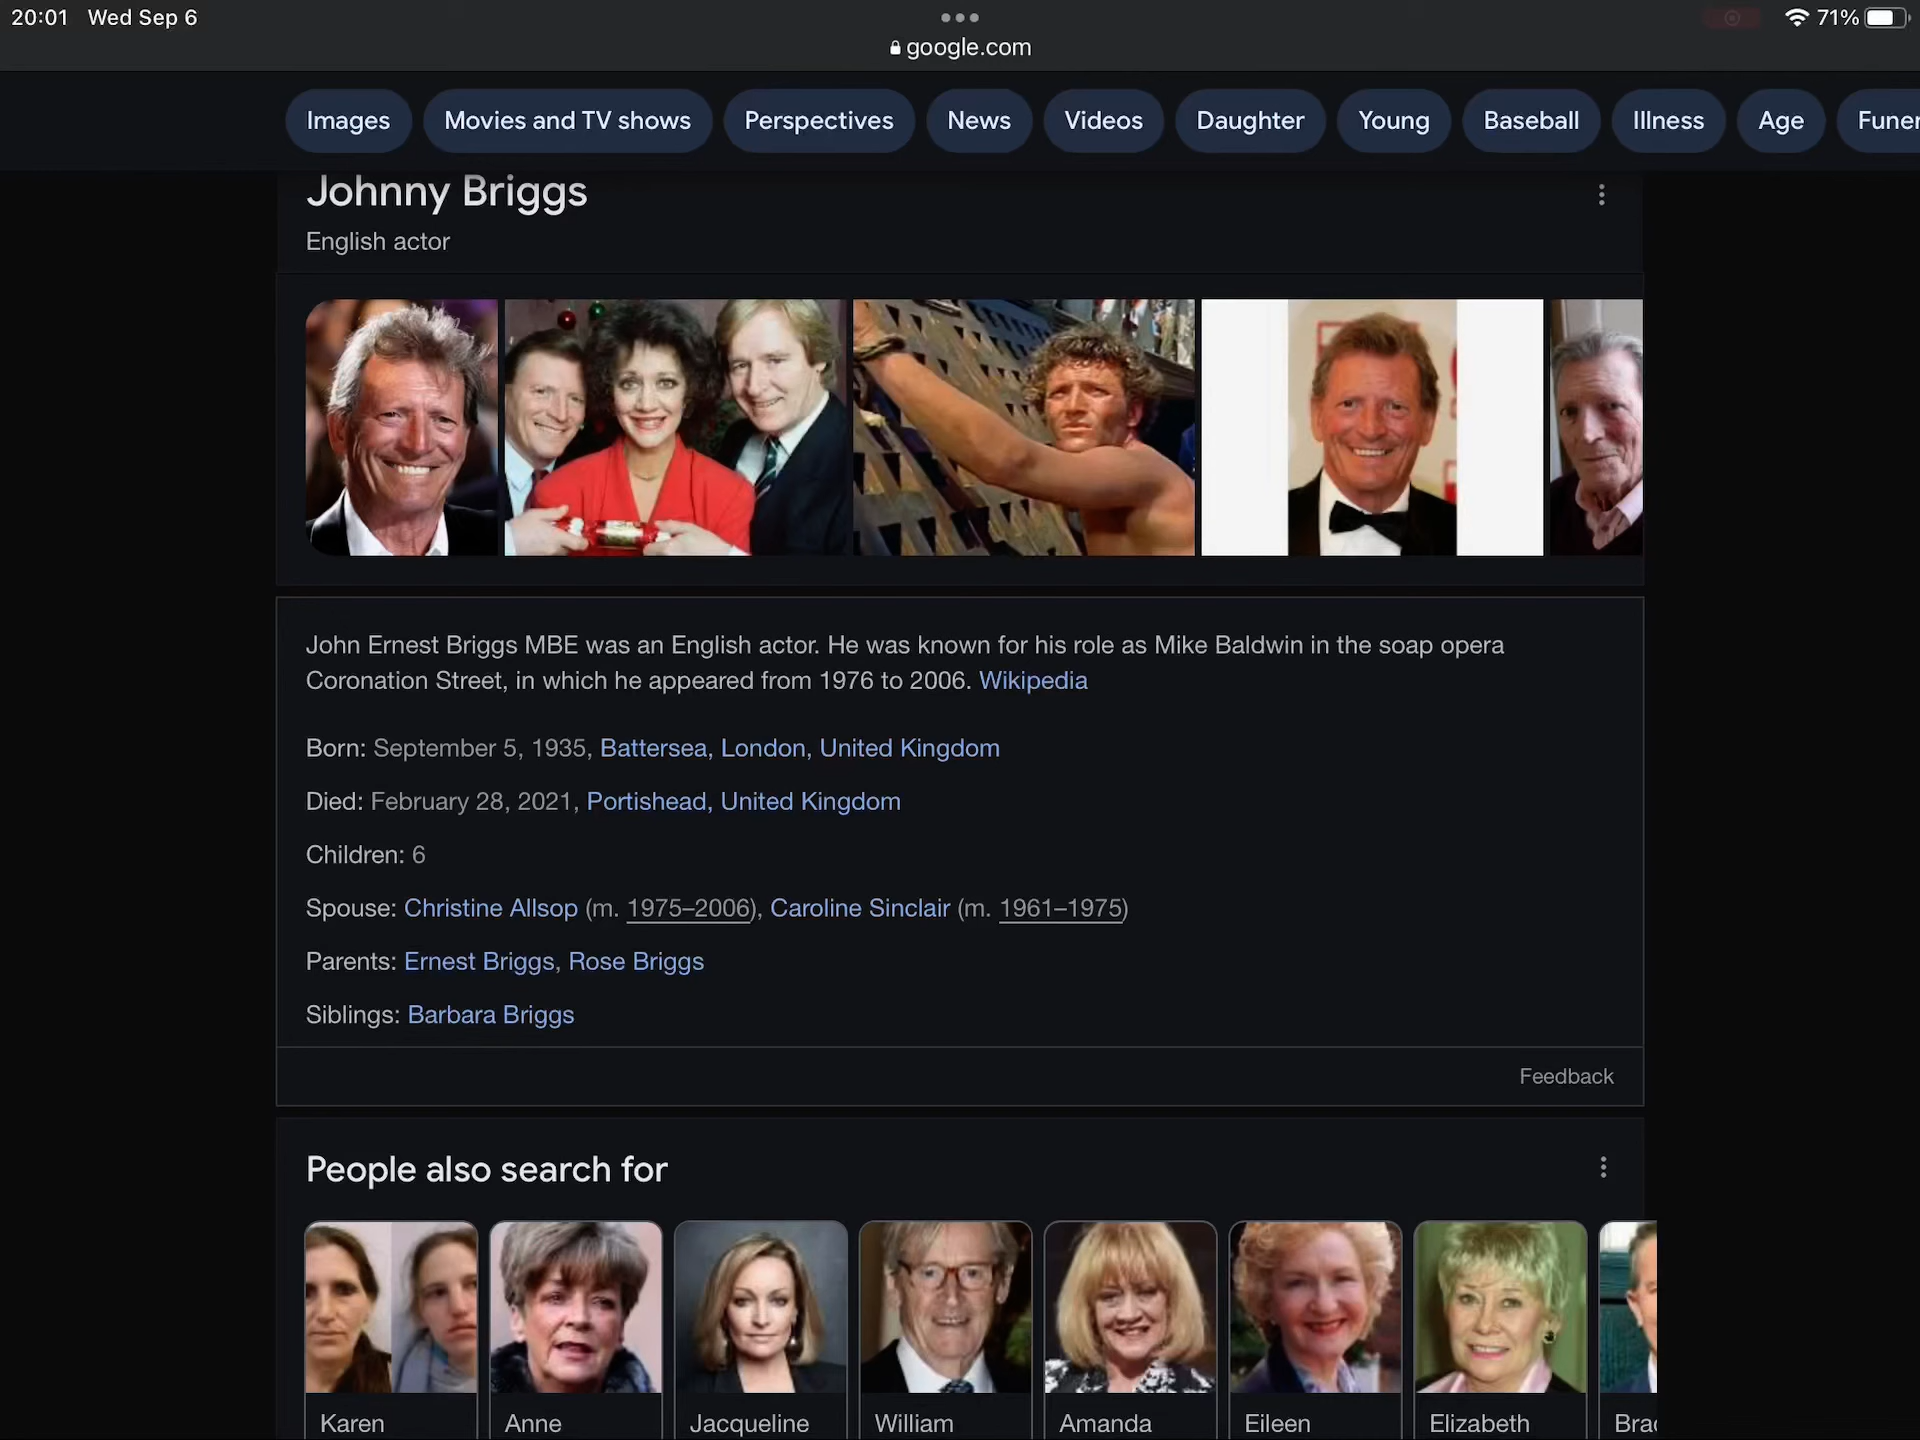 20:01 Wed Sep 6
71%
google.com
Images Movies and TV shows Perspectives News Videos Daughter Young Baseball Illness Age Funer
Johnny Briggs
English actor
John Ernest Briggs MBE was an English actor. He was known for his role as Mike Baldwin in the soap opera
Coronation Street, in which he appeared from 1976 to 2006. Wikipedia
Born: September 5, 1935, Battersea, London, United Kingdom
Died: February 28, 2021, Portishead, United Kingdom
Children: 6
Spouse: Christine Allsop (m. 1975–2006), Caroline Sinclair (m. 1961–1975)
Parents: Ernest Briggs, Rose Briggs
Siblings: Barbara Briggs
Feedback
People also search for
Karen Anne Jacqueline William Amanda Eileen Elizabeth Brad